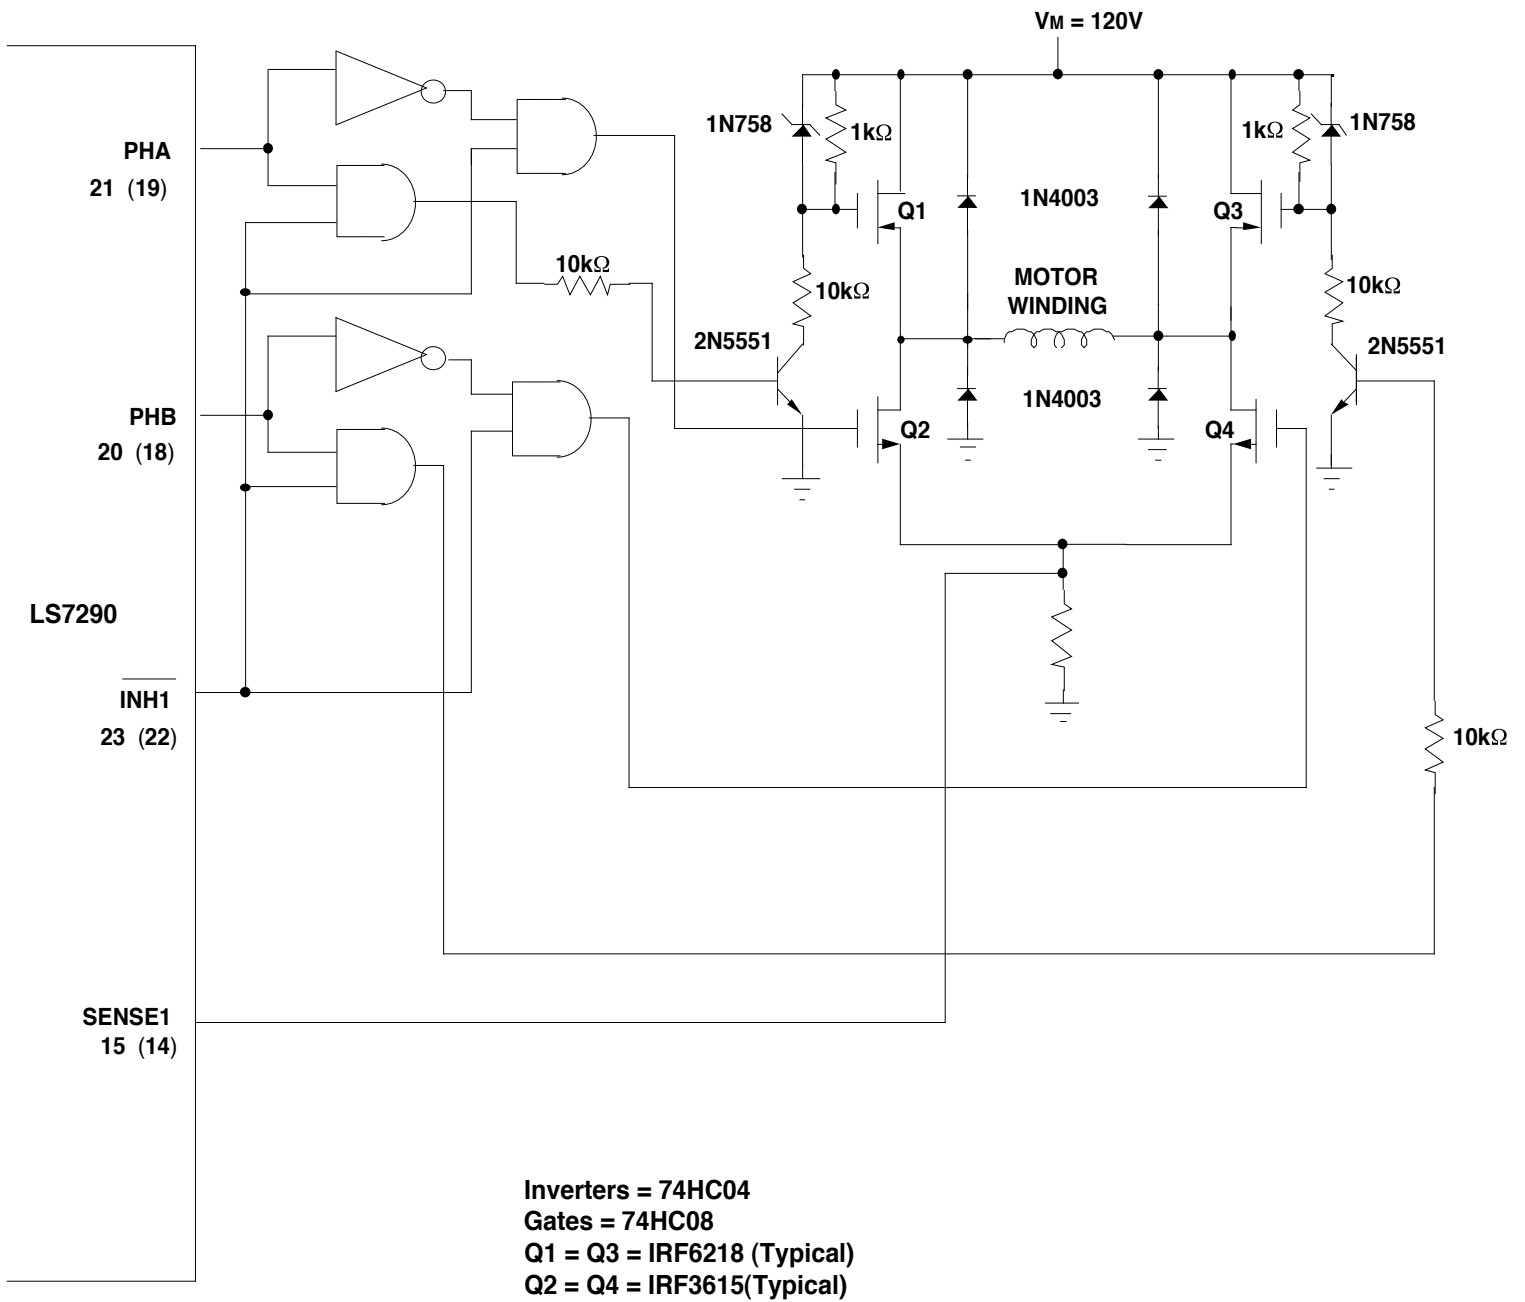 VM = 120V
1N758
1kΩ
1kΩ
1N758
PHA
21 (19)
1N4003
Q1
Q3
10kΩ
MOTOR
WINDING
10kΩ
10kΩ
2N5551
2N5551
1N4003
PHB
20 (18)
Q2
Q4
LS7290
INH1
23 (22)
10kΩ
SENSE1
15 (14)
Inverters = 74HC04
Gates = 74HC08
Q1 = Q3 = IRF6218 (Typical)
Q2 = Q4 = IRF3615(Typical)